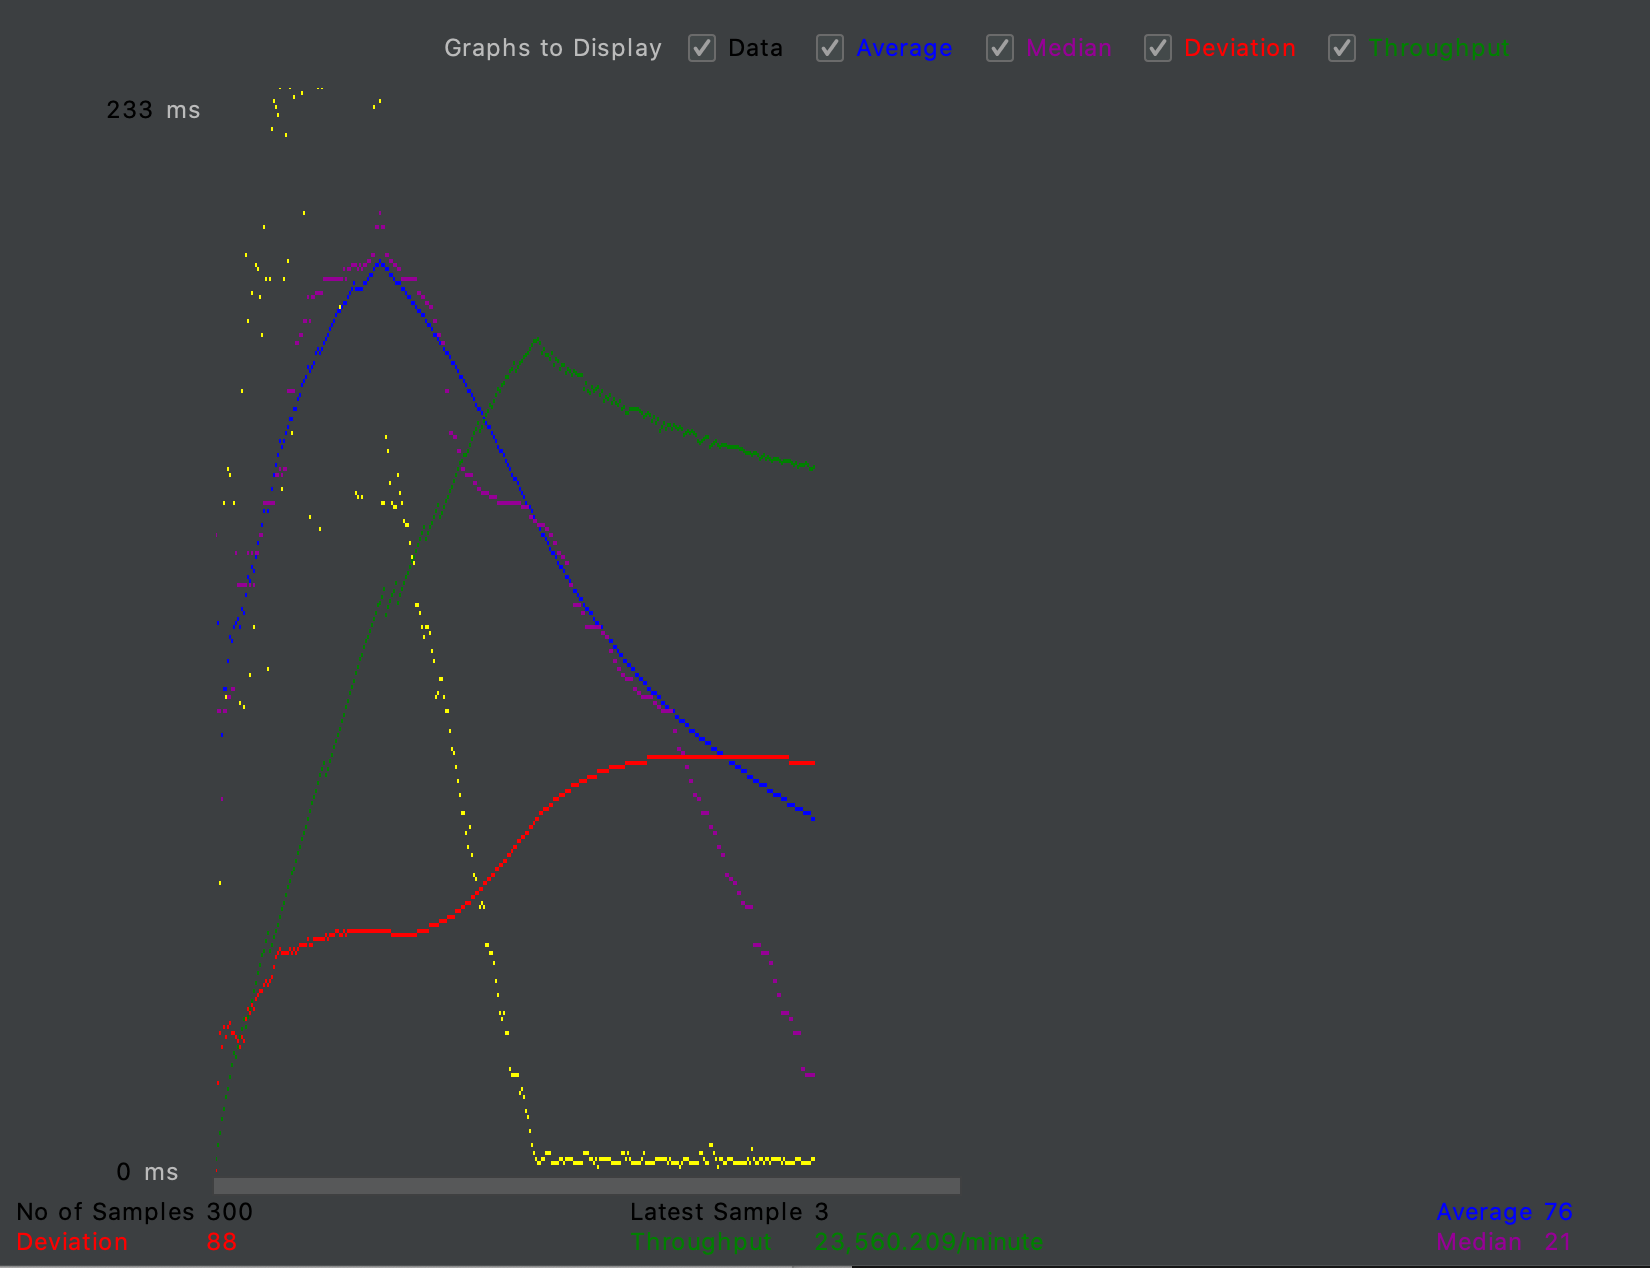 Graphs to Display Data Average Median Deviation Throughput
233 ms
0 ms
No of Samples 300 Latest Sample 3 Average 76
Deviation 88 Throughput 23,560.209/minute Median 21